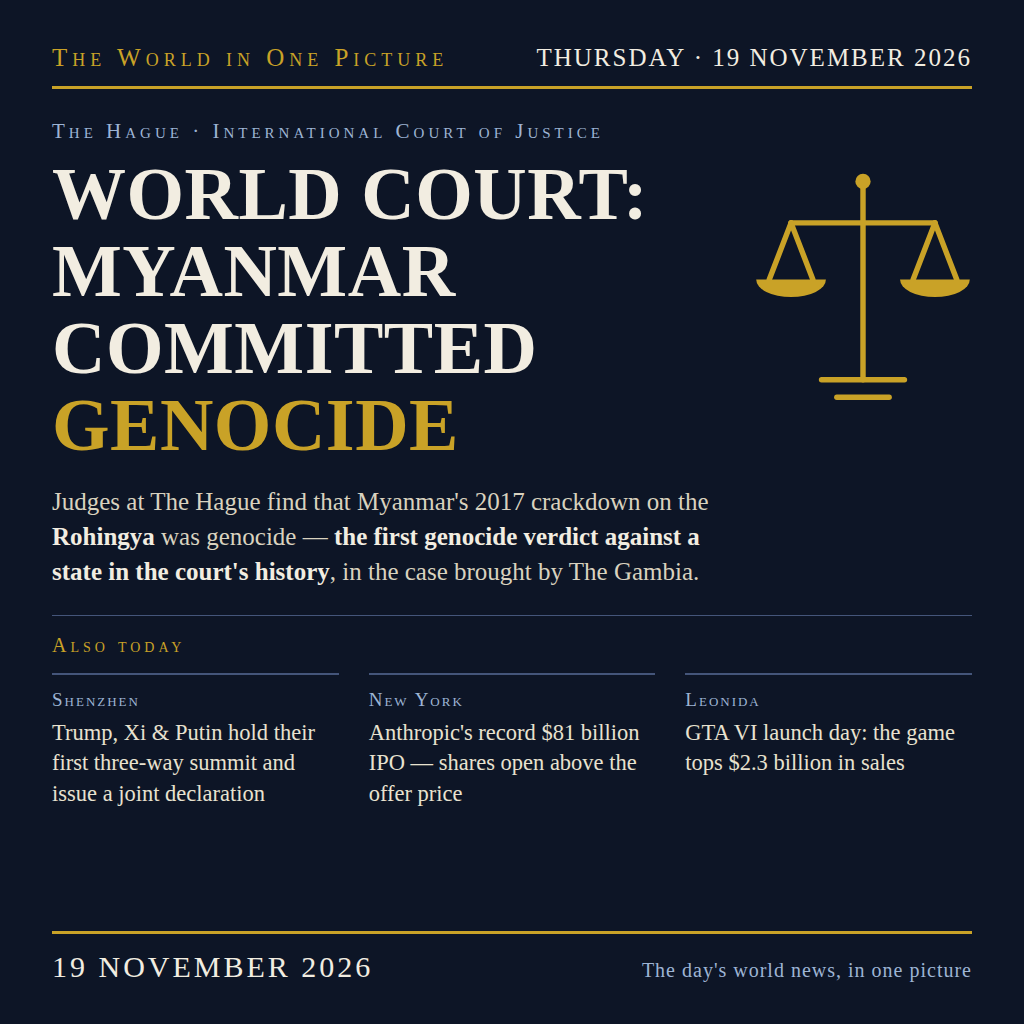 The World in One Picture
THURSDAY · 19 NOVEMBER 2026
The Hague · International Court of Justice
WORLD COURT:
MYANMAR
COMMITTED
GENOCIDE
Judges at The Hague find that Myanmar's 2017 crackdown on the
Rohingya was genocide — the first genocide verdict against a
state in the court's history, in the case brought by The Gambia.
Also today
Shenzhen
Trump, Xi & Putin hold their
first three-way summit and
issue a joint declaration
New York
Anthropic's record $81 billion
IPO — shares open above the
offer price
Leonida
GTA VI launch day: the game
tops $2.3 billion in sales
19 NOVEMBER 2026
The day's world news, in one picture